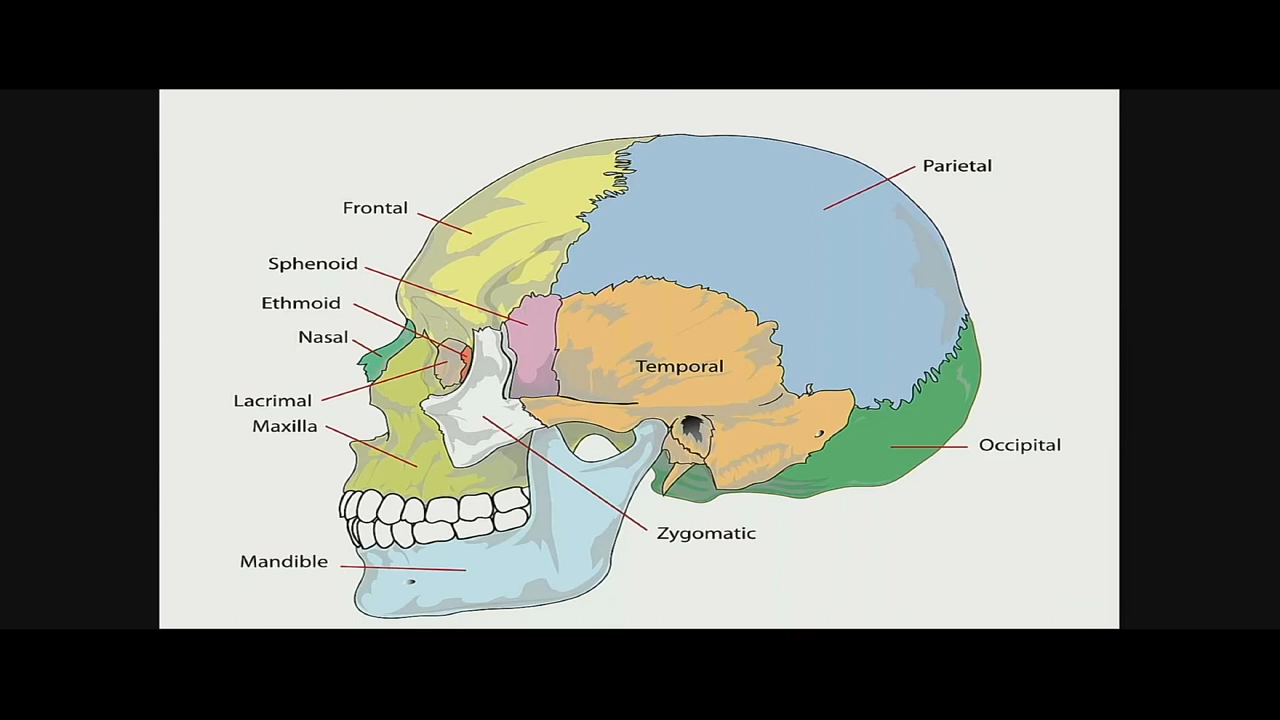 Parietal
Frontal
Sphenoid
Ethmoid
Nasal
Temporal
Lacrimal
Maxilla
Occipital
Zygomatic
Mandible